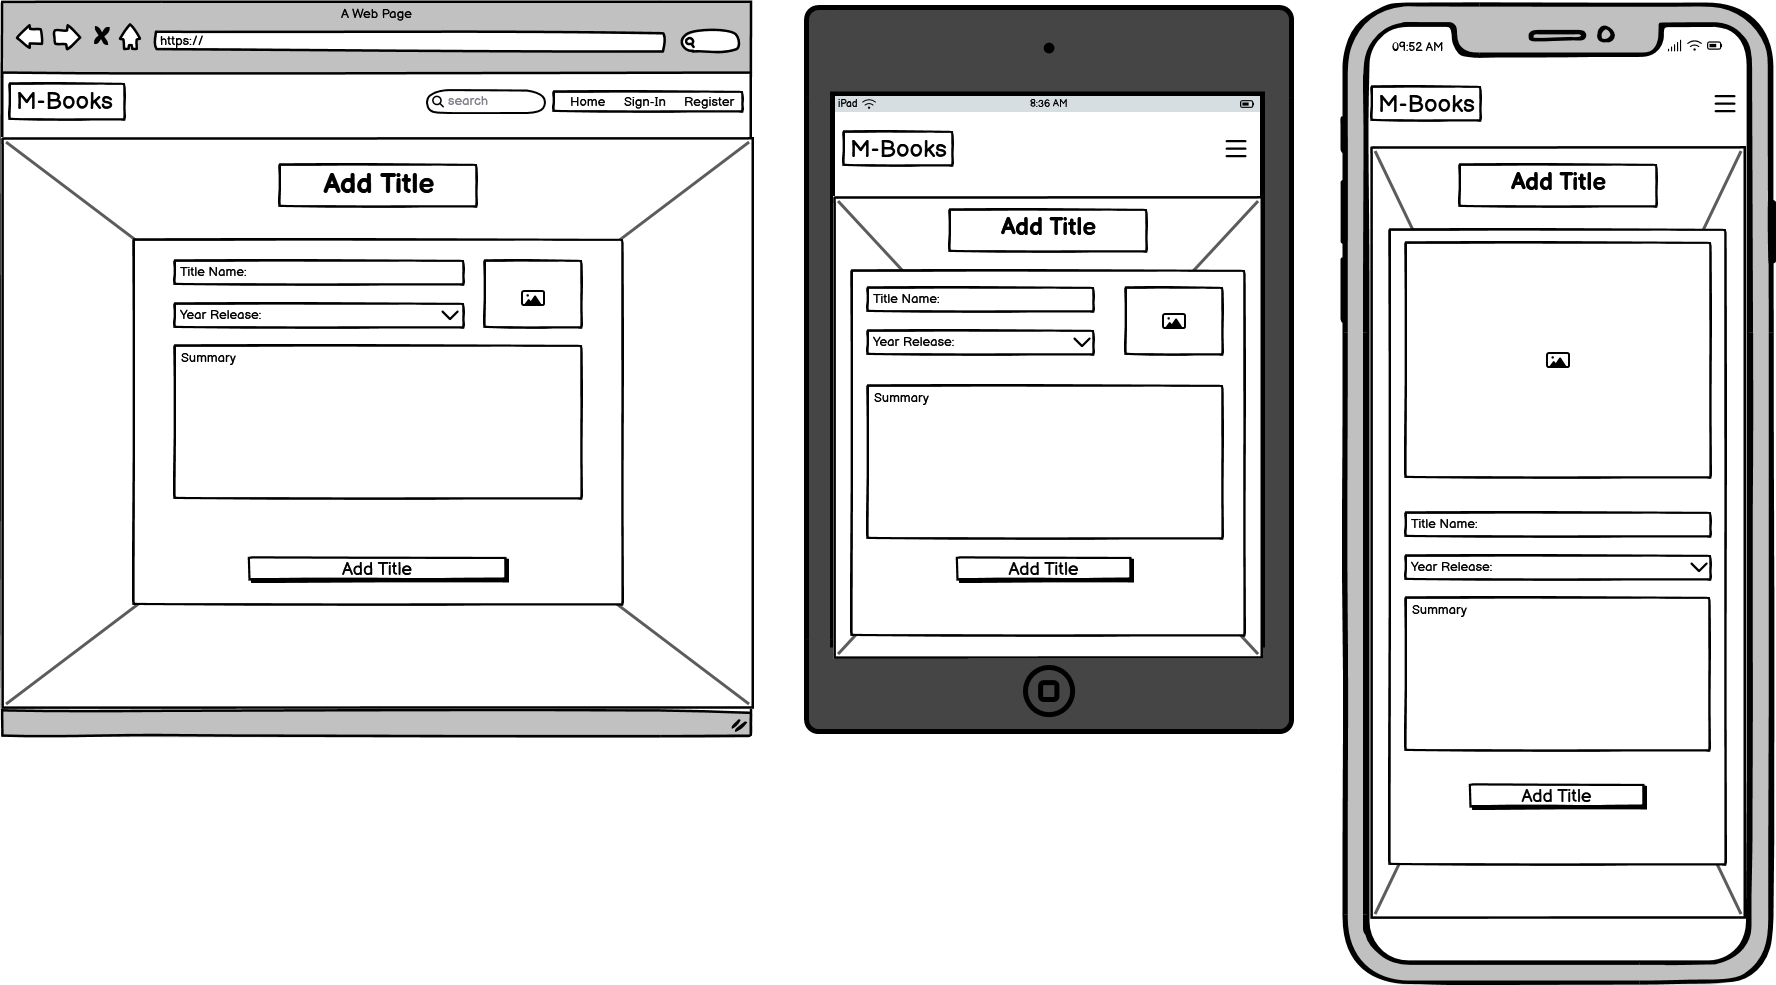 A Web Page
https://
M-Books
search
Home Sign-In Register
Add Title
Title Name:
Year Release:
Summary
Add Title
iPad 8:36 AM
M-Books
Add Title
Title Name:
Year Release:
Summary
Add Title
09:52 AM
M-Books
Add Title
Title Name:
Year Release:
Summary
Add Title